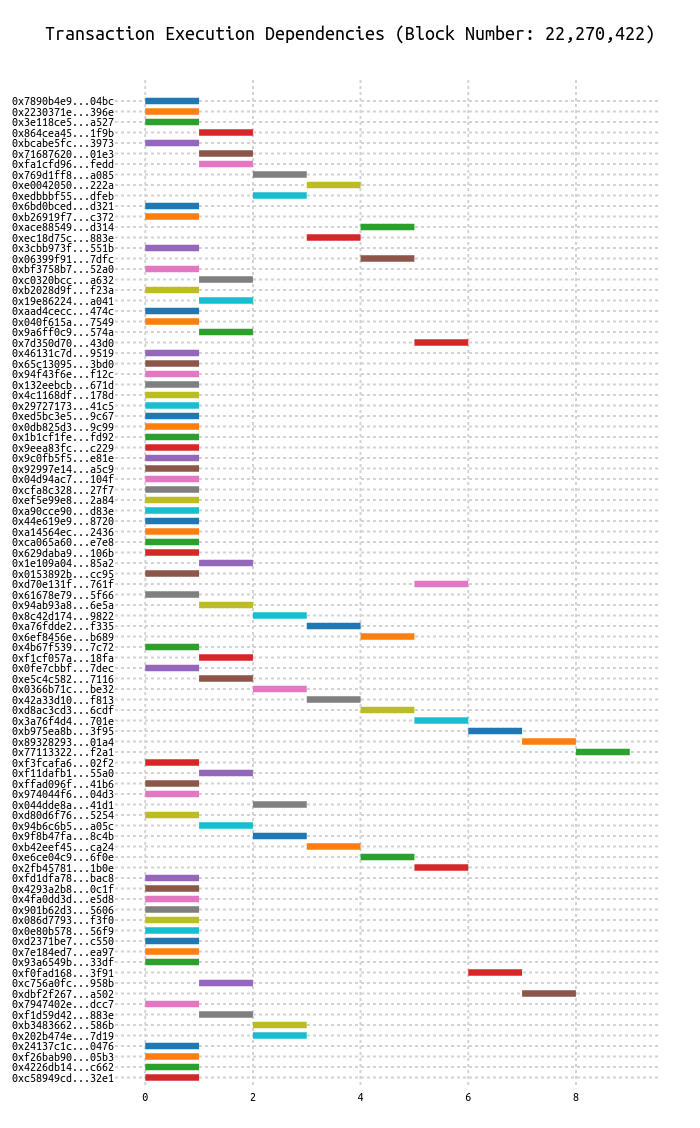 Transaction Execution Dependencies (Block Number: 22,270,422)
0x7890b4e9...04bc
0x2230371e...396e
0x3e118ce5...a527
0x864cea45...1f9b
0xbcabe5fc...3973
0x71687620...01e3
0xfa1cfd96...fedd
0x769d1ff8...a085
0xe0042050...222a
0xedbbbf55...dfeb
0x6bd0bced...d321
0xb26919f7...c372
0xace88549...d314
0xec18d75c...883e
0x3cbb973f...551b
0x06399f91...7dfc
0xbf3758b7...52a0
0xc0320bcc...a632
0xb2028d9f...f23a
0x19e86224...a041
0xaad4cecc...474c
0x040f615a...7549
0x9a6ff0c9...574a
0x7d350d70...43d0
0x46131c7d...9519
0x65c13095...3bd0
0x94f43f6e...f12c
0x132eebcb...671d
0x4c1168df...178d
0x29727173...41c5
0xed5bc3e5...9c67
0x0db825d3...9c99
0x1b1cf1fe...fd92
0x9eea83fc...c229
0x9c0fb5f5...e81e
0x92997e14...a5c9
0x04d94ac7...104f
0xcfa8c328...27f7
0xef5e99e8...2a84
0xa90cce90...d83e
0x44e619e9...8720
0xa14564ec...2436
0xca065a60...e7e8
0x629daba9...106b
0x1e109a04...85a2
0x0153892b...cc95
0xd70e131f...761f
0x61678e79...5f66
0x94ab93a8...6e5a
0x8c42d174...9822
0xa76fdde2...f335
0x6ef8456e...b689
0x4b67f539...7c72
0xf1cf057a...18fa
0x0fe7cbbf...7dec
0xe5c4c582...7116
0x0366b71c...be32
0x42a33d10...f813
0xd8ac3cd3...6cdf
0x3a76f4d4...701e
0xb975ea8b...3f95
0x89328293...01a4
0x77113322...f2a1
0xf3fcafa6...02f2
0xf11dafb1...55a0
0xffad096f...41b6
0x974044f6...04d3
0x044dde8a...41d1
0xd80d6f76...5254
0x94b6c6b5...a05c
0x9f8b47fa...8c4b
0xb42eef45...ca24
0xe6ce04c9...6f0e
0x2fb45781...1b0e
0xfd1dfa78...bac8
0x4293a2b8...0c1f
0x4fa0dd3d...e5d8
0x901b62d3...5606
0x086d7793...f3f0
0x0e80b578...56f9
0xd2371be7...c550
0x7e184ed7...ea97
0x93a6549b...33df
0xf0fad168...3f91
0xc756a0fc...958b
0xdbf2f267...a502
0x7947402e...dcc7
0xf1d59d42...883e
0xb3483662...586b
0x202b474e...7d19
0x24137c1c...0476
0xf26bab90...05b3
0x4226db14...c662
0xc58949cd...32e1
0 2 4 6 8